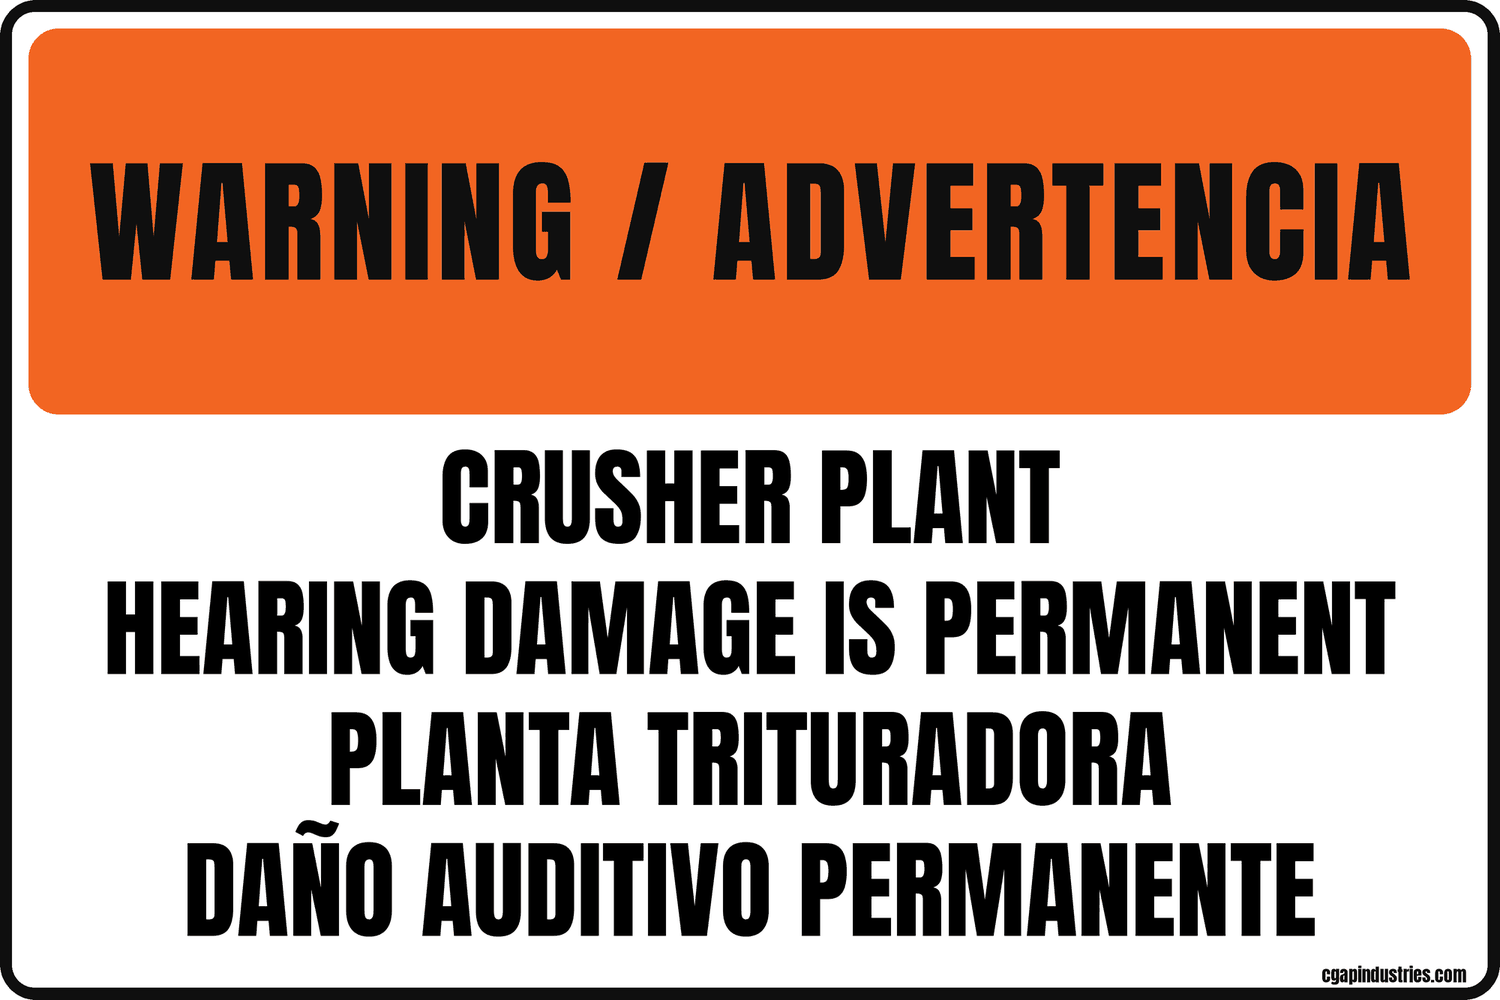 WARNING / ADVERTENCIA
CRUSHER PLANT
HEARING DAMAGE IS PERMANENT
PLANTA TRITURADORA
DAÑO AUDITIVO PERMANENTE
cgapindustries.com